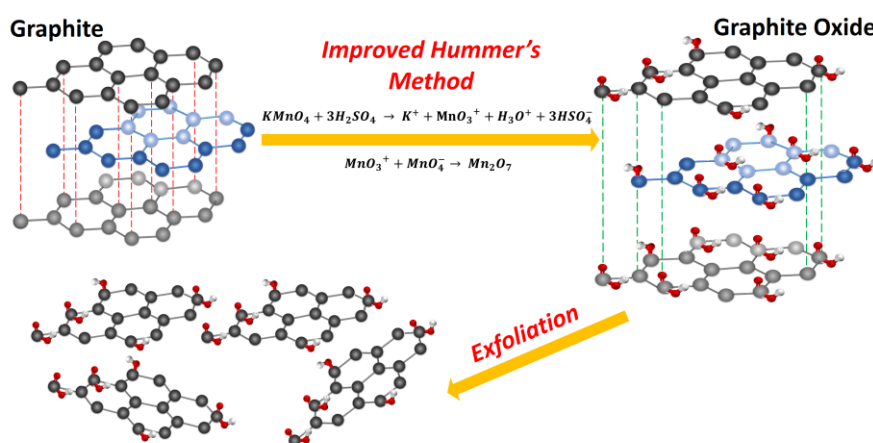 Graphite
Graphite Oxide
Improved Hummer's
Method
KMnO₄ + 3H₂SO₄ → K⁺ + MnO₃⁺ + H₃O⁺ + 3HSO₄⁻
MnO₃⁺ + MnO₄⁻ → Mn₂O₇
Exfoliation